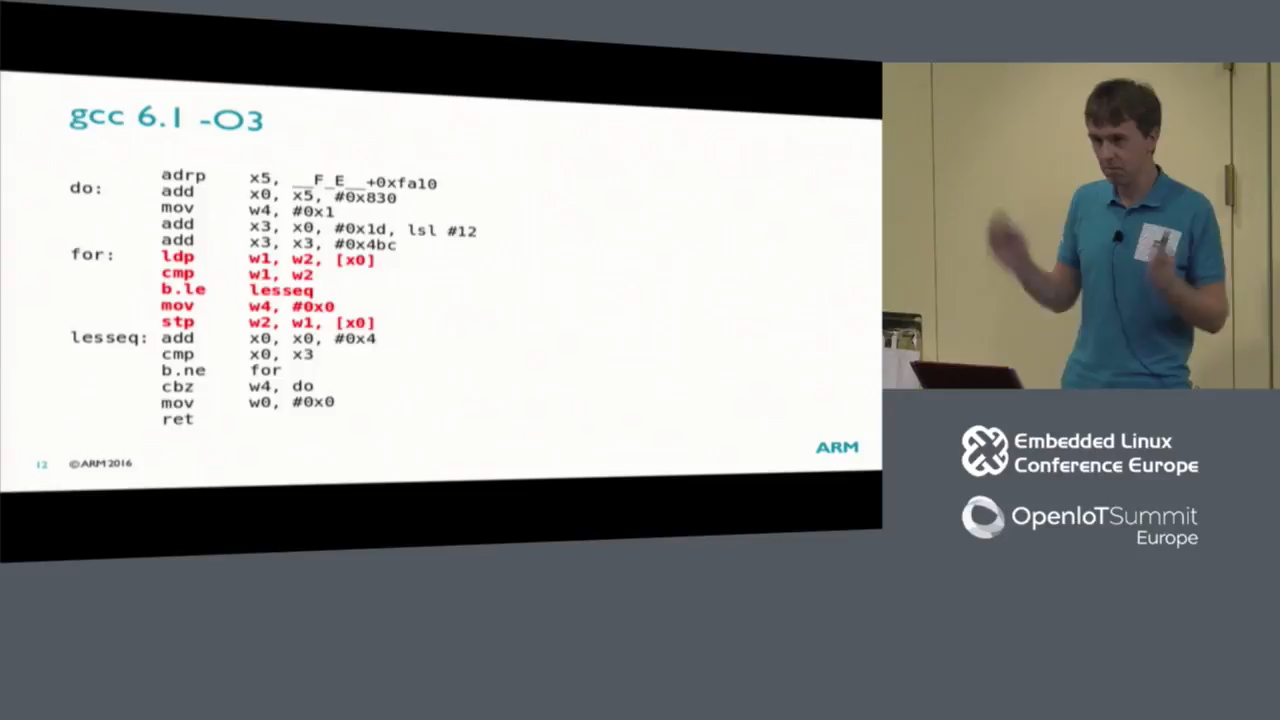 gcc 6.1 -O3
adrp x5, __F_E__+0xfa10
do: add x0, x5, #0x830
mov w4, #0x1
add x3, x0, #0x1d, lsl #12
add x3, x3, #0x4bc
for: ldp w1, w2, [x0]
cmp w1, w2
b.le lesseq
mov w4, #0x0
stp w2, w1, [x0]
lesseq: add x0, x0, #0x4
cmp x0, x3
b.ne for
cbz w4, do
mov w0, #0x0
ret
12 ©ARM 2016
ARM
Embedded Linux
Conference Europe
OpenIoTSummit
Europe